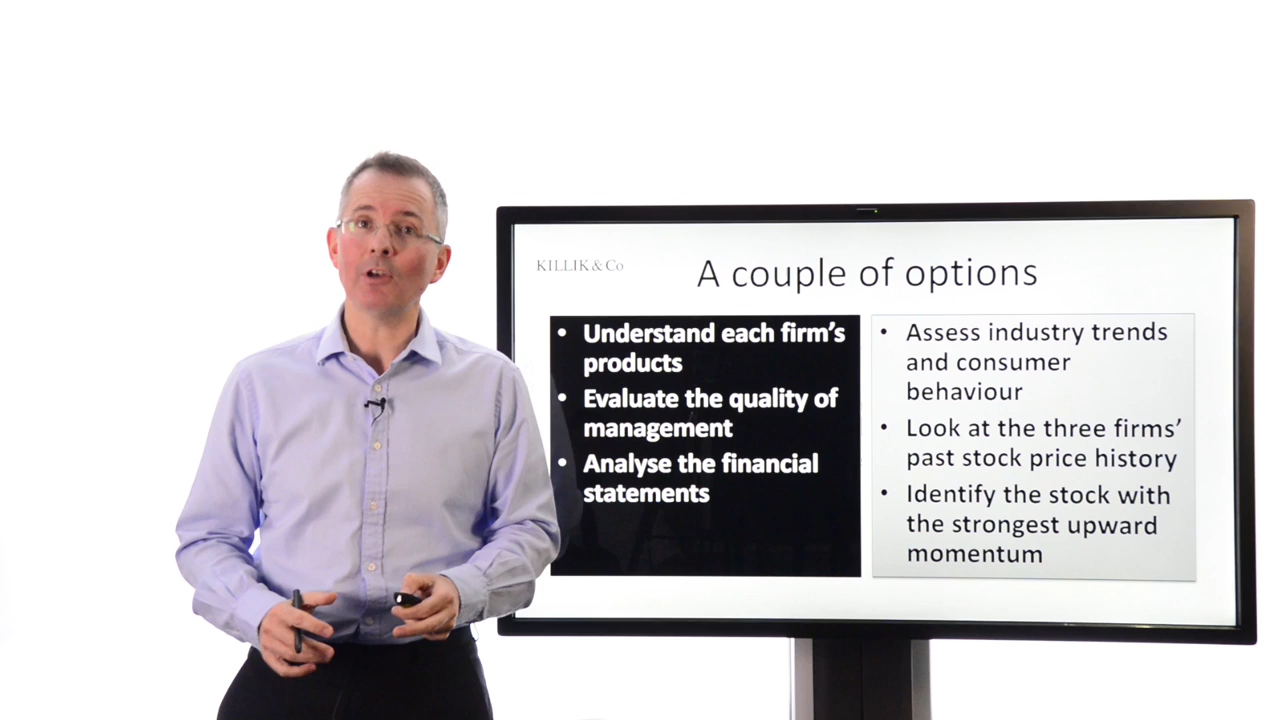 KILLIK & Co
A couple of options
• Understand each firm’s
products
• Evaluate the quality of
management
• Analyse the financial
statements
• Assess industry trends
and consumer
behaviour
• Look at the three firms’
past stock price history
• Identify the stock with
the strongest upward
momentum